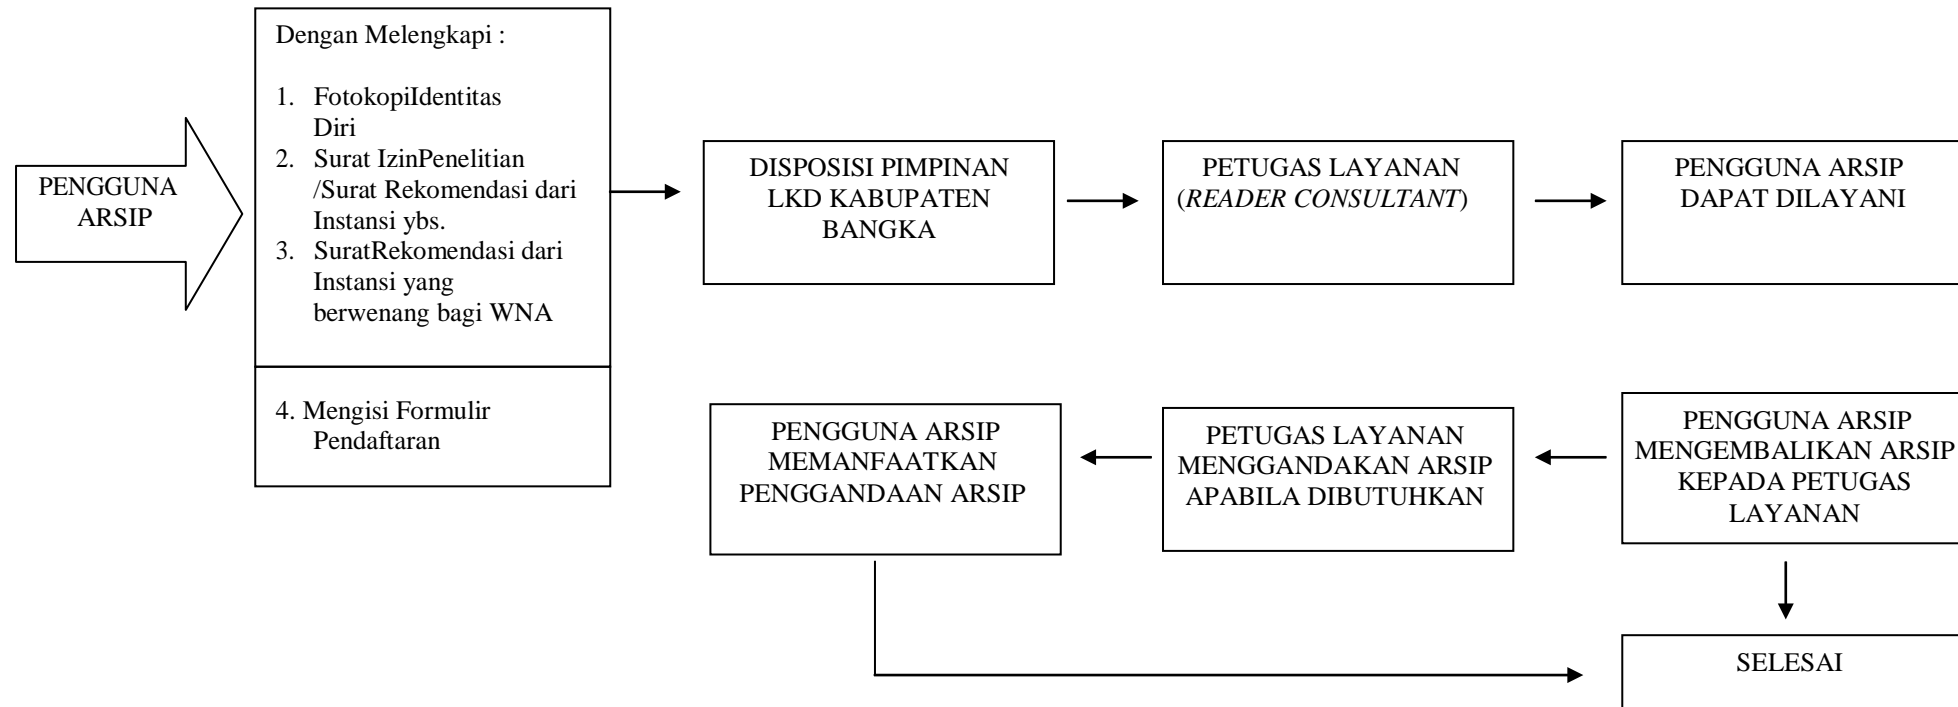 PENGGUNA
ARSIP
Dengan Melengkapi :
1. FotokopiIdentitas
Diri
2. Surat IzinPenelitian
/Surat Rekomendasi dari
Instansi ybs.
3. SuratRekomendasi dari
Instansi yang
berwenang bagi WNA
4. Mengisi Formulir
Pendaftaran
DISPOSISI PIMPINAN
LKD KABUPATEN
BANGKA
PETUGAS LAYANAN
(READER CONSULTANT)
PENGGUNA ARSIP
DAPAT DILAYANI
PENGGUNA ARSIP
MENGEMBALIKAN ARSIP
KEPADA PETUGAS
LAYANAN
PETUGAS LAYANAN
MENGGANDAKAN ARSIP
APABILA DIBUTUHKAN
PENGGUNA ARSIP
MEMANFAATKAN
PENGGANDAAN ARSIP
SELESAI